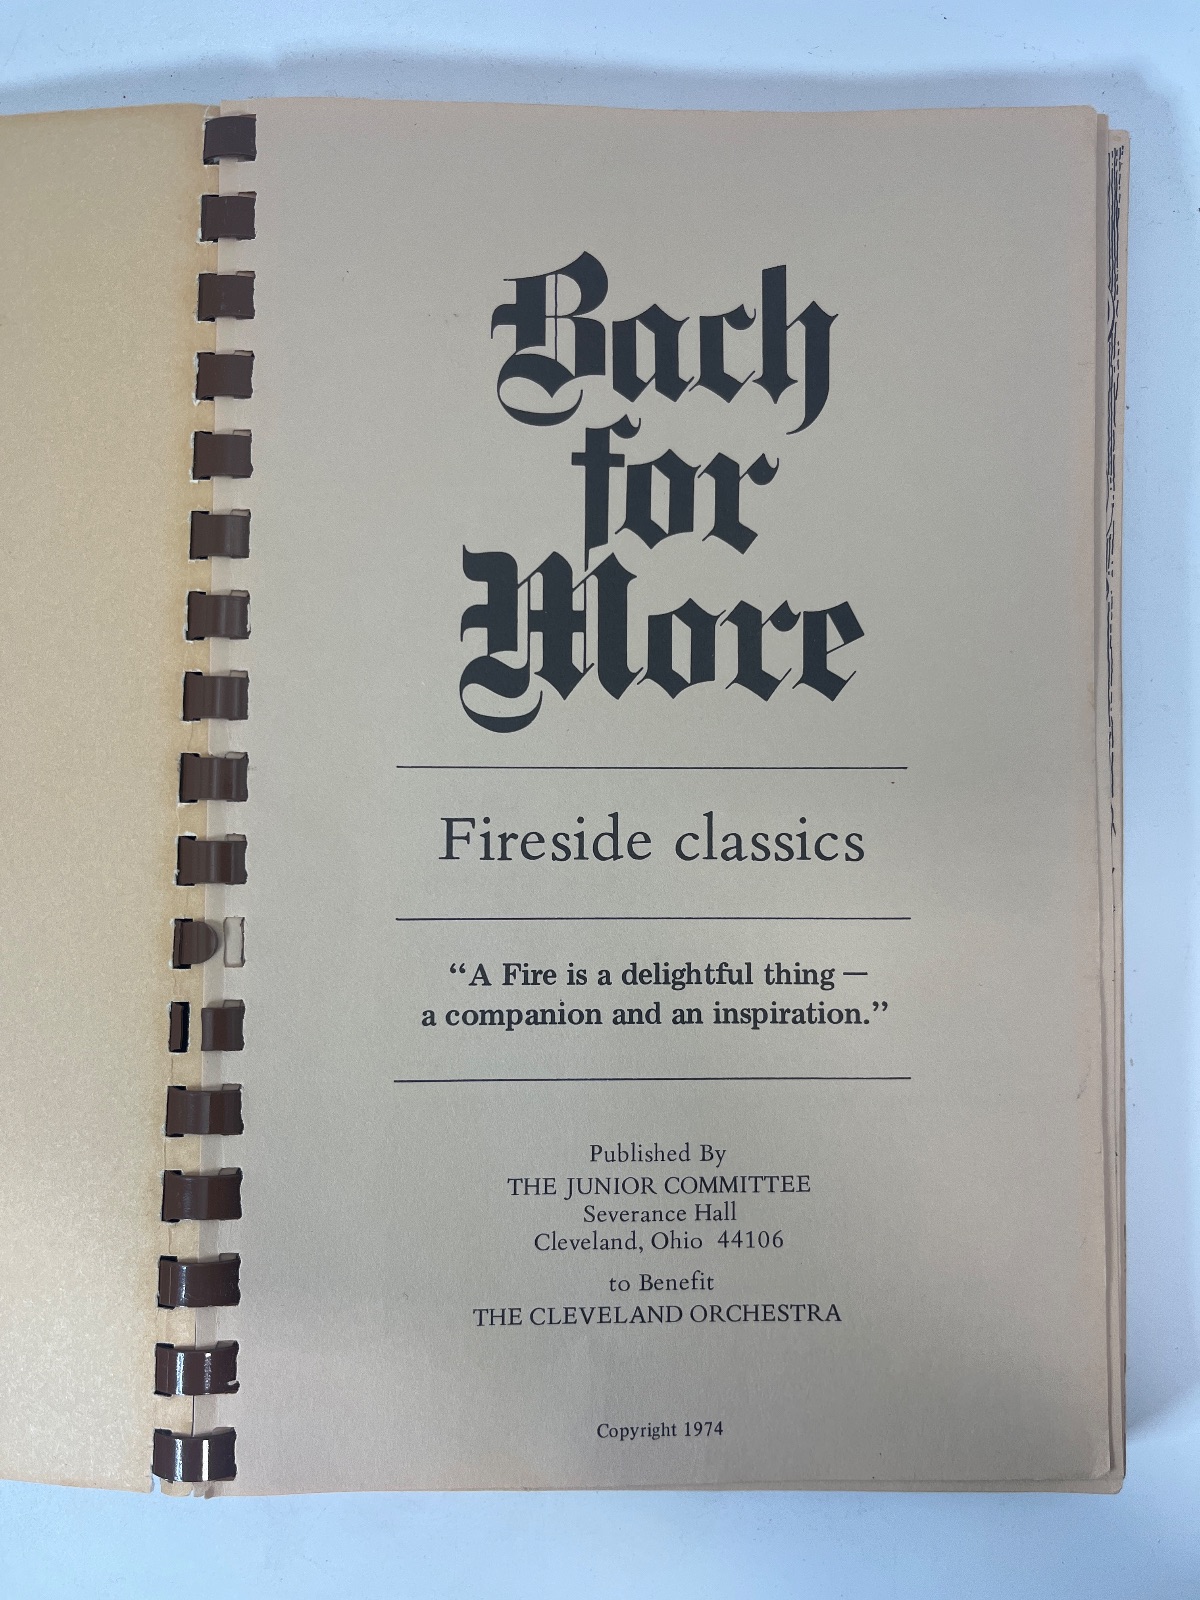 Bach
for
More
Fireside classics
“A Fire is a delightful thing —
a companion and an inspiration.”
Published By
THE JUNIOR COMMITTEE
Severance Hall
Cleveland, Ohio 44106
to Benefit
THE CLEVELAND ORCHESTRA
Copyright 1974